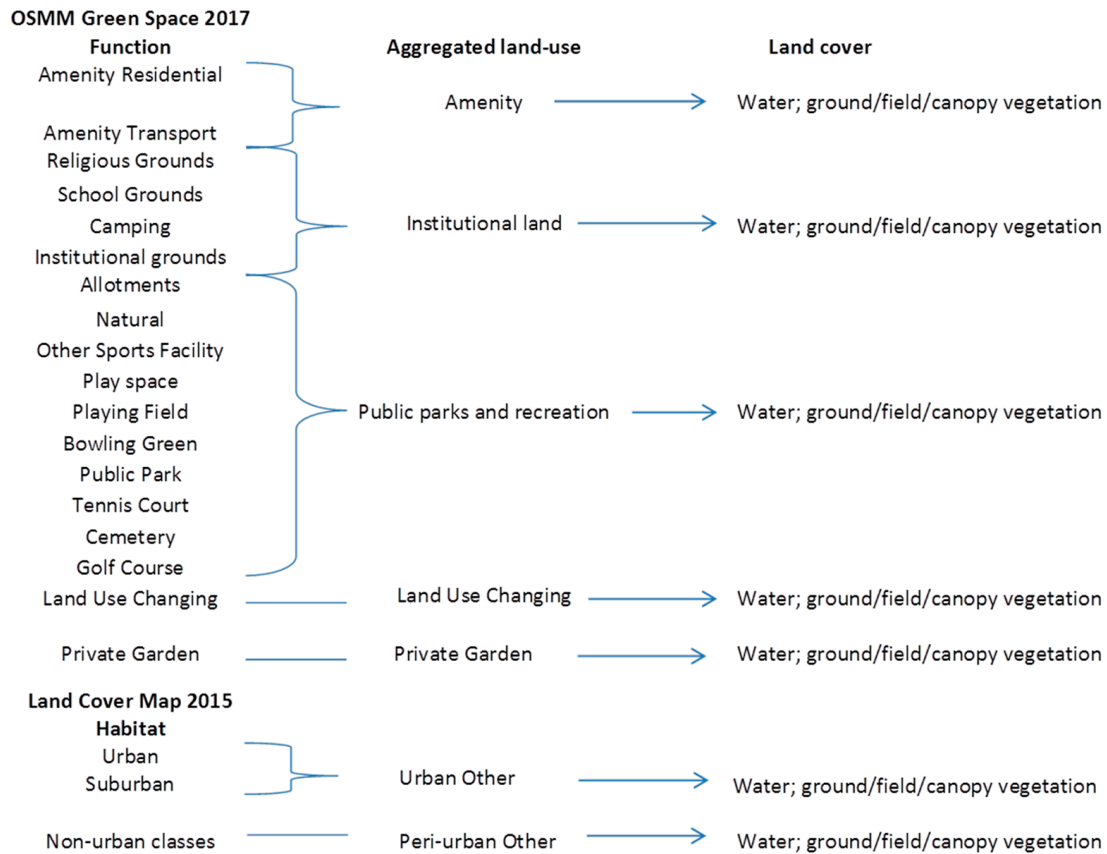 OSMM Green Space 2017
Function Aggregated land-use Land cover
Amenity Residential
Amenity Water; ground/field/canopy vegetation
Amenity Transport
Religious Grounds
School Grounds
Institutional land Water; ground/field/canopy vegetation
Camping
Institutional grounds
Allotments
Natural
Other Sports Facility
Play space
Playing Field
Public parks and recreation Water; ground/field/canopy vegetation
Bowling Green
Public Park
Tennis Court
Cemetery
Golf Course
Land Use Changing Land Use Changing Water; ground/field/canopy vegetation
Private Garden Private Garden Water; ground/field/canopy vegetation
Land Cover Map 2015
Habitat
Urban
Urban Other Water; ground/field/canopy vegetation
Suburban
Non-urban classes Peri-urban Other Water; ground/field/canopy vegetation